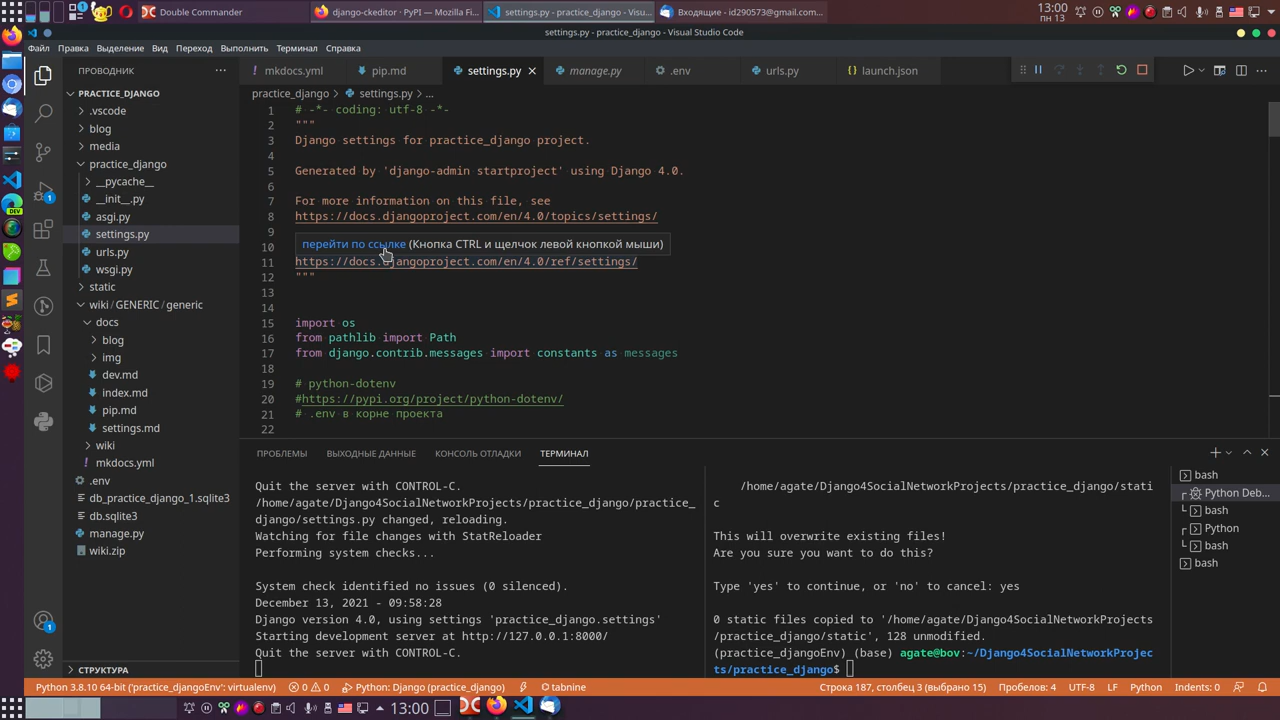 Double Commander
django-ckeditor · PyPI — Mozilla Fi...
settings.py - practice_django - Visu...
Входящие - id290573@gmail.com...
13:00
пн 13
settings.py - practice_django - Visual Studio Code
Файл Правка Выделение Вид Переход Выполнить Терминал Справка
ПРОВОДНИК
mkdocs.yml
pip.md
settings.py
manage.py
.env
urls.py
launch.json
PRACTICE_DJANGO
.vscode
blog
media
practice_django
__pycache__
__init__.py
asgi.py
settings.py
urls.py
wsgi.py
static
wiki/GENERIC/generic
docs
blog
img
dev.md
index.md
pip.md
settings.md
wiki
mkdocs.yml
.env
db_practice_django_1.sqlite3
db.sqlite3
manage.py
wiki.zip
СТРУКТУРА
practice_django > settings.py > ...
1 # -*- coding: utf-8 -*-
2 """
3 Django settings for practice_django project.
4
5 Generated by 'django-admin startproject' using Django 4.0.
6
7 For more information on this file, see
8 https://docs.djangoproject.com/en/4.0/topics/settings/
9
10 перейти по ссылке (Кнопка CTRL и щелчок левой кнопкой мыши)
11 https://docs.djangoproject.com/en/4.0/ref/settings/
12 """
13
14
15 import os
16 from pathlib import Path
17 from django.contrib.messages import constants as messages
18
19 # python-dotenv
20 #https://pypi.org/project/python-dotenv/
21 # .env в корне проекта
22
ПРОБЛЕМЫ ВЫХОДНЫЕ ДАННЫЕ КОНСОЛЬ ОТЛАДКИ ТЕРМИНАЛ
Quit the server with CONTROL-C.
/home/agate/Django4SocialNetworkProjects/practice_django/practice_
django/settings.py changed, reloading.
Watching for file changes with StatReloader
Performing system checks...
System check identified no issues (0 silenced).
December 13, 2021 - 09:58:28
Django version 4.0, using settings 'practice_django.settings'
Starting development server at http://127.0.0.1:8000/
Quit the server with CONTROL-C.
/home/agate/Django4SocialNetworkProjects/practice_django/stati
c
This will overwrite existing files!
Are you sure you want to do this?
Type 'yes' to continue, or 'no' to cancel: yes
0 static files copied to '/home/agate/Django4SocialNetworkProjects
/practice_django/static', 128 unmodified.
(practice_djangoEnv) (base) agate@bov:~/Django4SocialNetworkProjec
ts/practice_django$
bash
Python Deb...
bash
Python
bash
bash
1
1
Python 3.8.10 64-bit ('practice_djangoEnv': virtualenv) 0 0 Python: Django (practice_django) tabnine
Строка 187, столбец 3 (выбрано 15) Пробелов: 4 UTF-8 LF Python Indents: 0
13:00